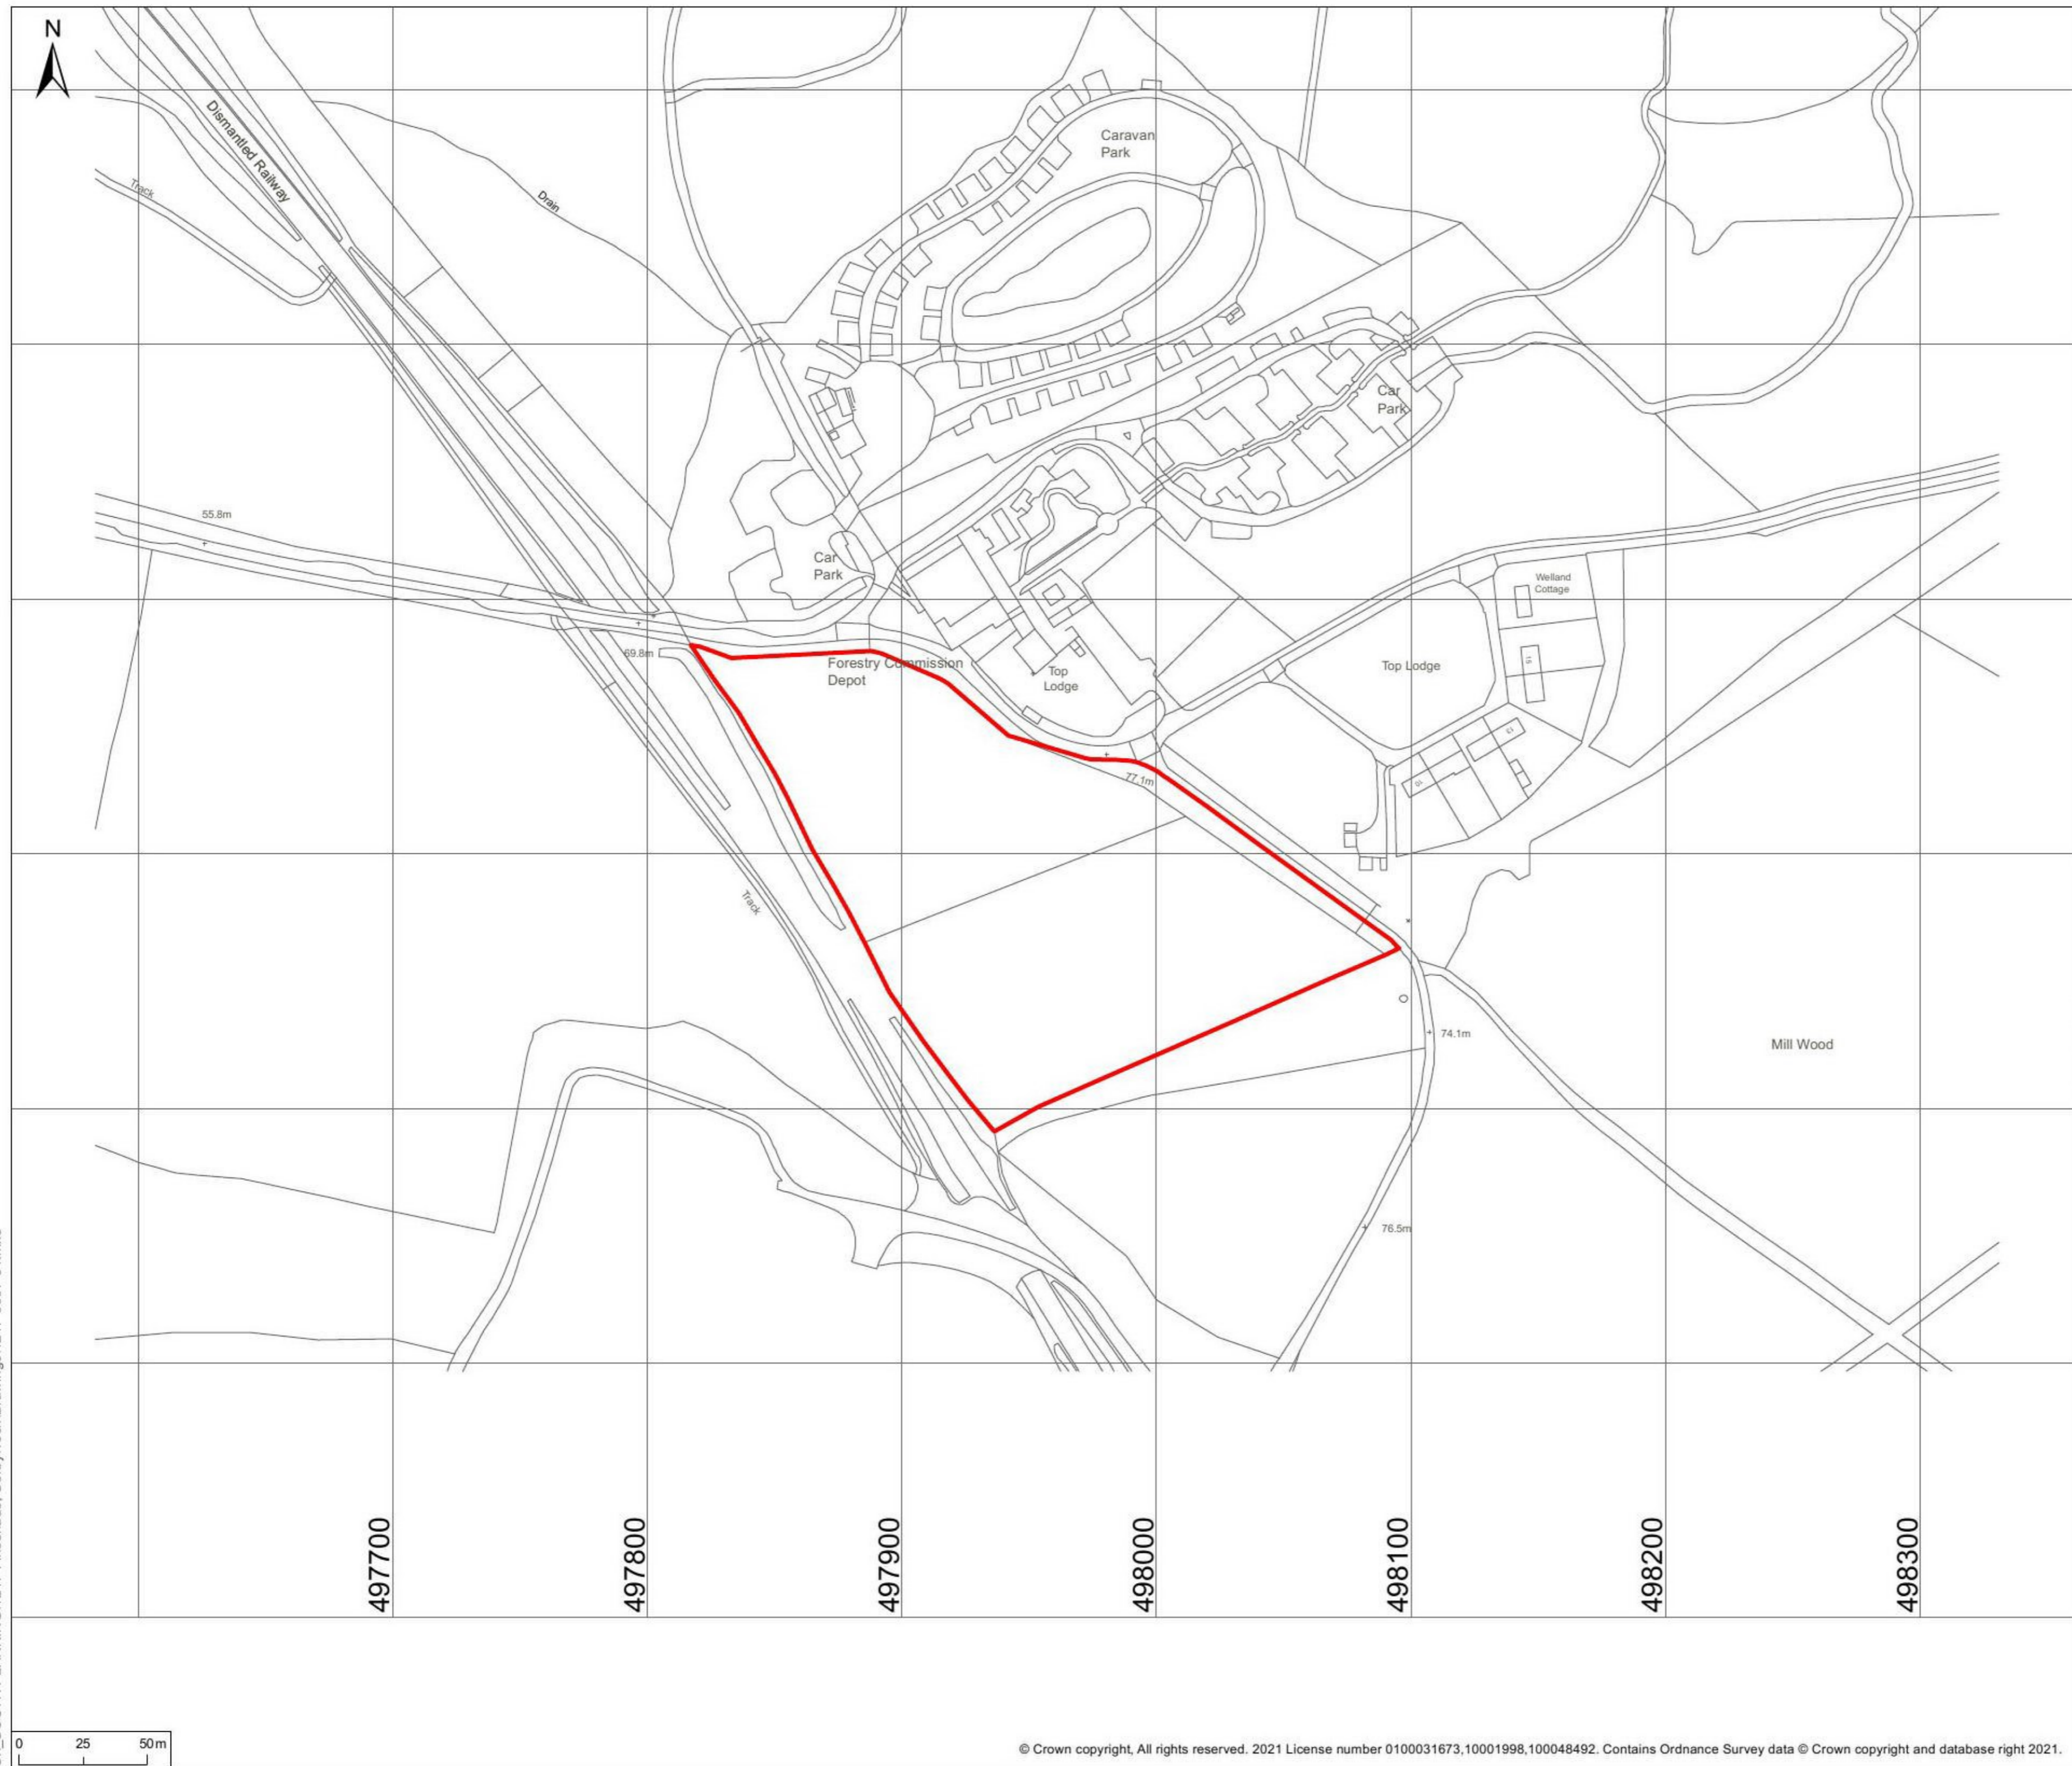 N
Dismantled Railway
Track
Drain
Caravan
Park
Car
Park
55.8m
Car
Park
Welland
Cottage
69.8m
Forestry Commission
Depot
Top
Lodge
Top Lodge
77.1m
Track
74.1m
Mill Wood
76.5m
497700
497800
497900
498000
498100
498200
498300
0 25 50m
© Crown copyright, All rights reserved. 2021 License number 0100031673,10001998,100048492. Contains Ordnance Survey data © Crown copyright and database right 2021.